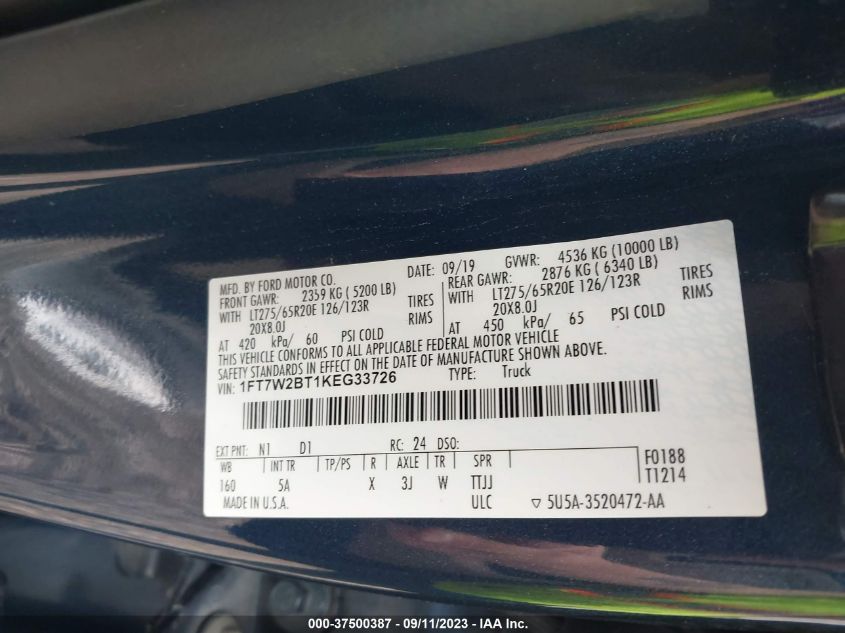 MFD. BY FORD MOTOR CO.
DATE: 09/19 GVWR: 4536 KG (10000 LB)
FRONT GAWR: 2359 KG ( 5200 LB) REAR GAWR: 2876 KG ( 6340 LB)
WITH LT275/65R20E 126/123R TIRES WITH LT275/65R20E 126/123R TIRES
20X8.0J RIMS 20X8.0J RIMS
AT 420 kPa/ 60 PSI COLD AT 450 kPa/ 65 PSI COLD
THIS VEHICLE CONFORMS TO ALL APPLICABLE FEDERAL MOTOR VEHICLE
SAFETY STANDARDS IN EFFECT ON THE DATE OF MANUFACTURE SHOWN ABOVE.
VIN: 1FT7W2BT1KEG33726 TYPE: Truck
EXT PNT: N1 D1 RC: 24 DSO:
WB INT TR TP/PS R AXLE TR SPR F0188
160 5A X 3J W TTJJ T1214
MADE IN U.S.A. ULC ▽ 5U5A-3520472-AA
000-37500387 - 09/11/2023 - IAA Inc.